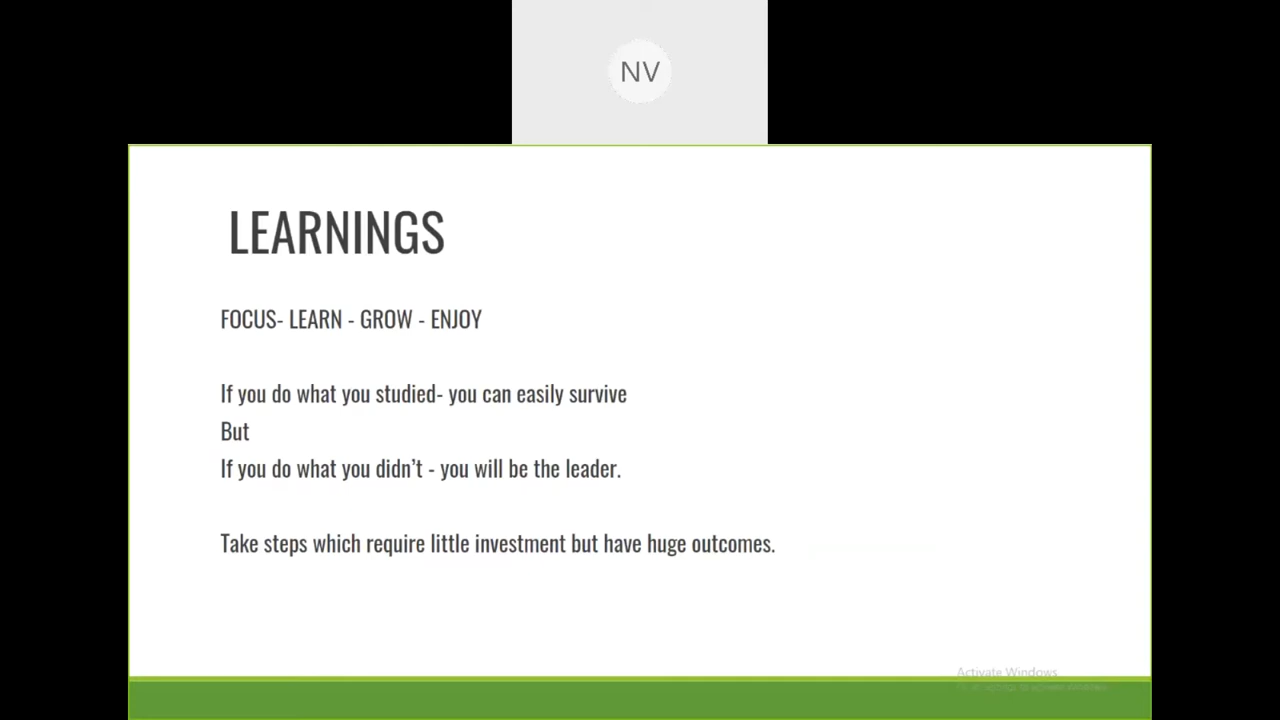 NV
LEARNINGS
FOCUS- LEARN - GROW - ENJOY
If you do what you studied- you can easily survive
But
If you do what you didn’t - you will be the leader.
Take steps which require little investment but have huge outcomes.
Activate Windows